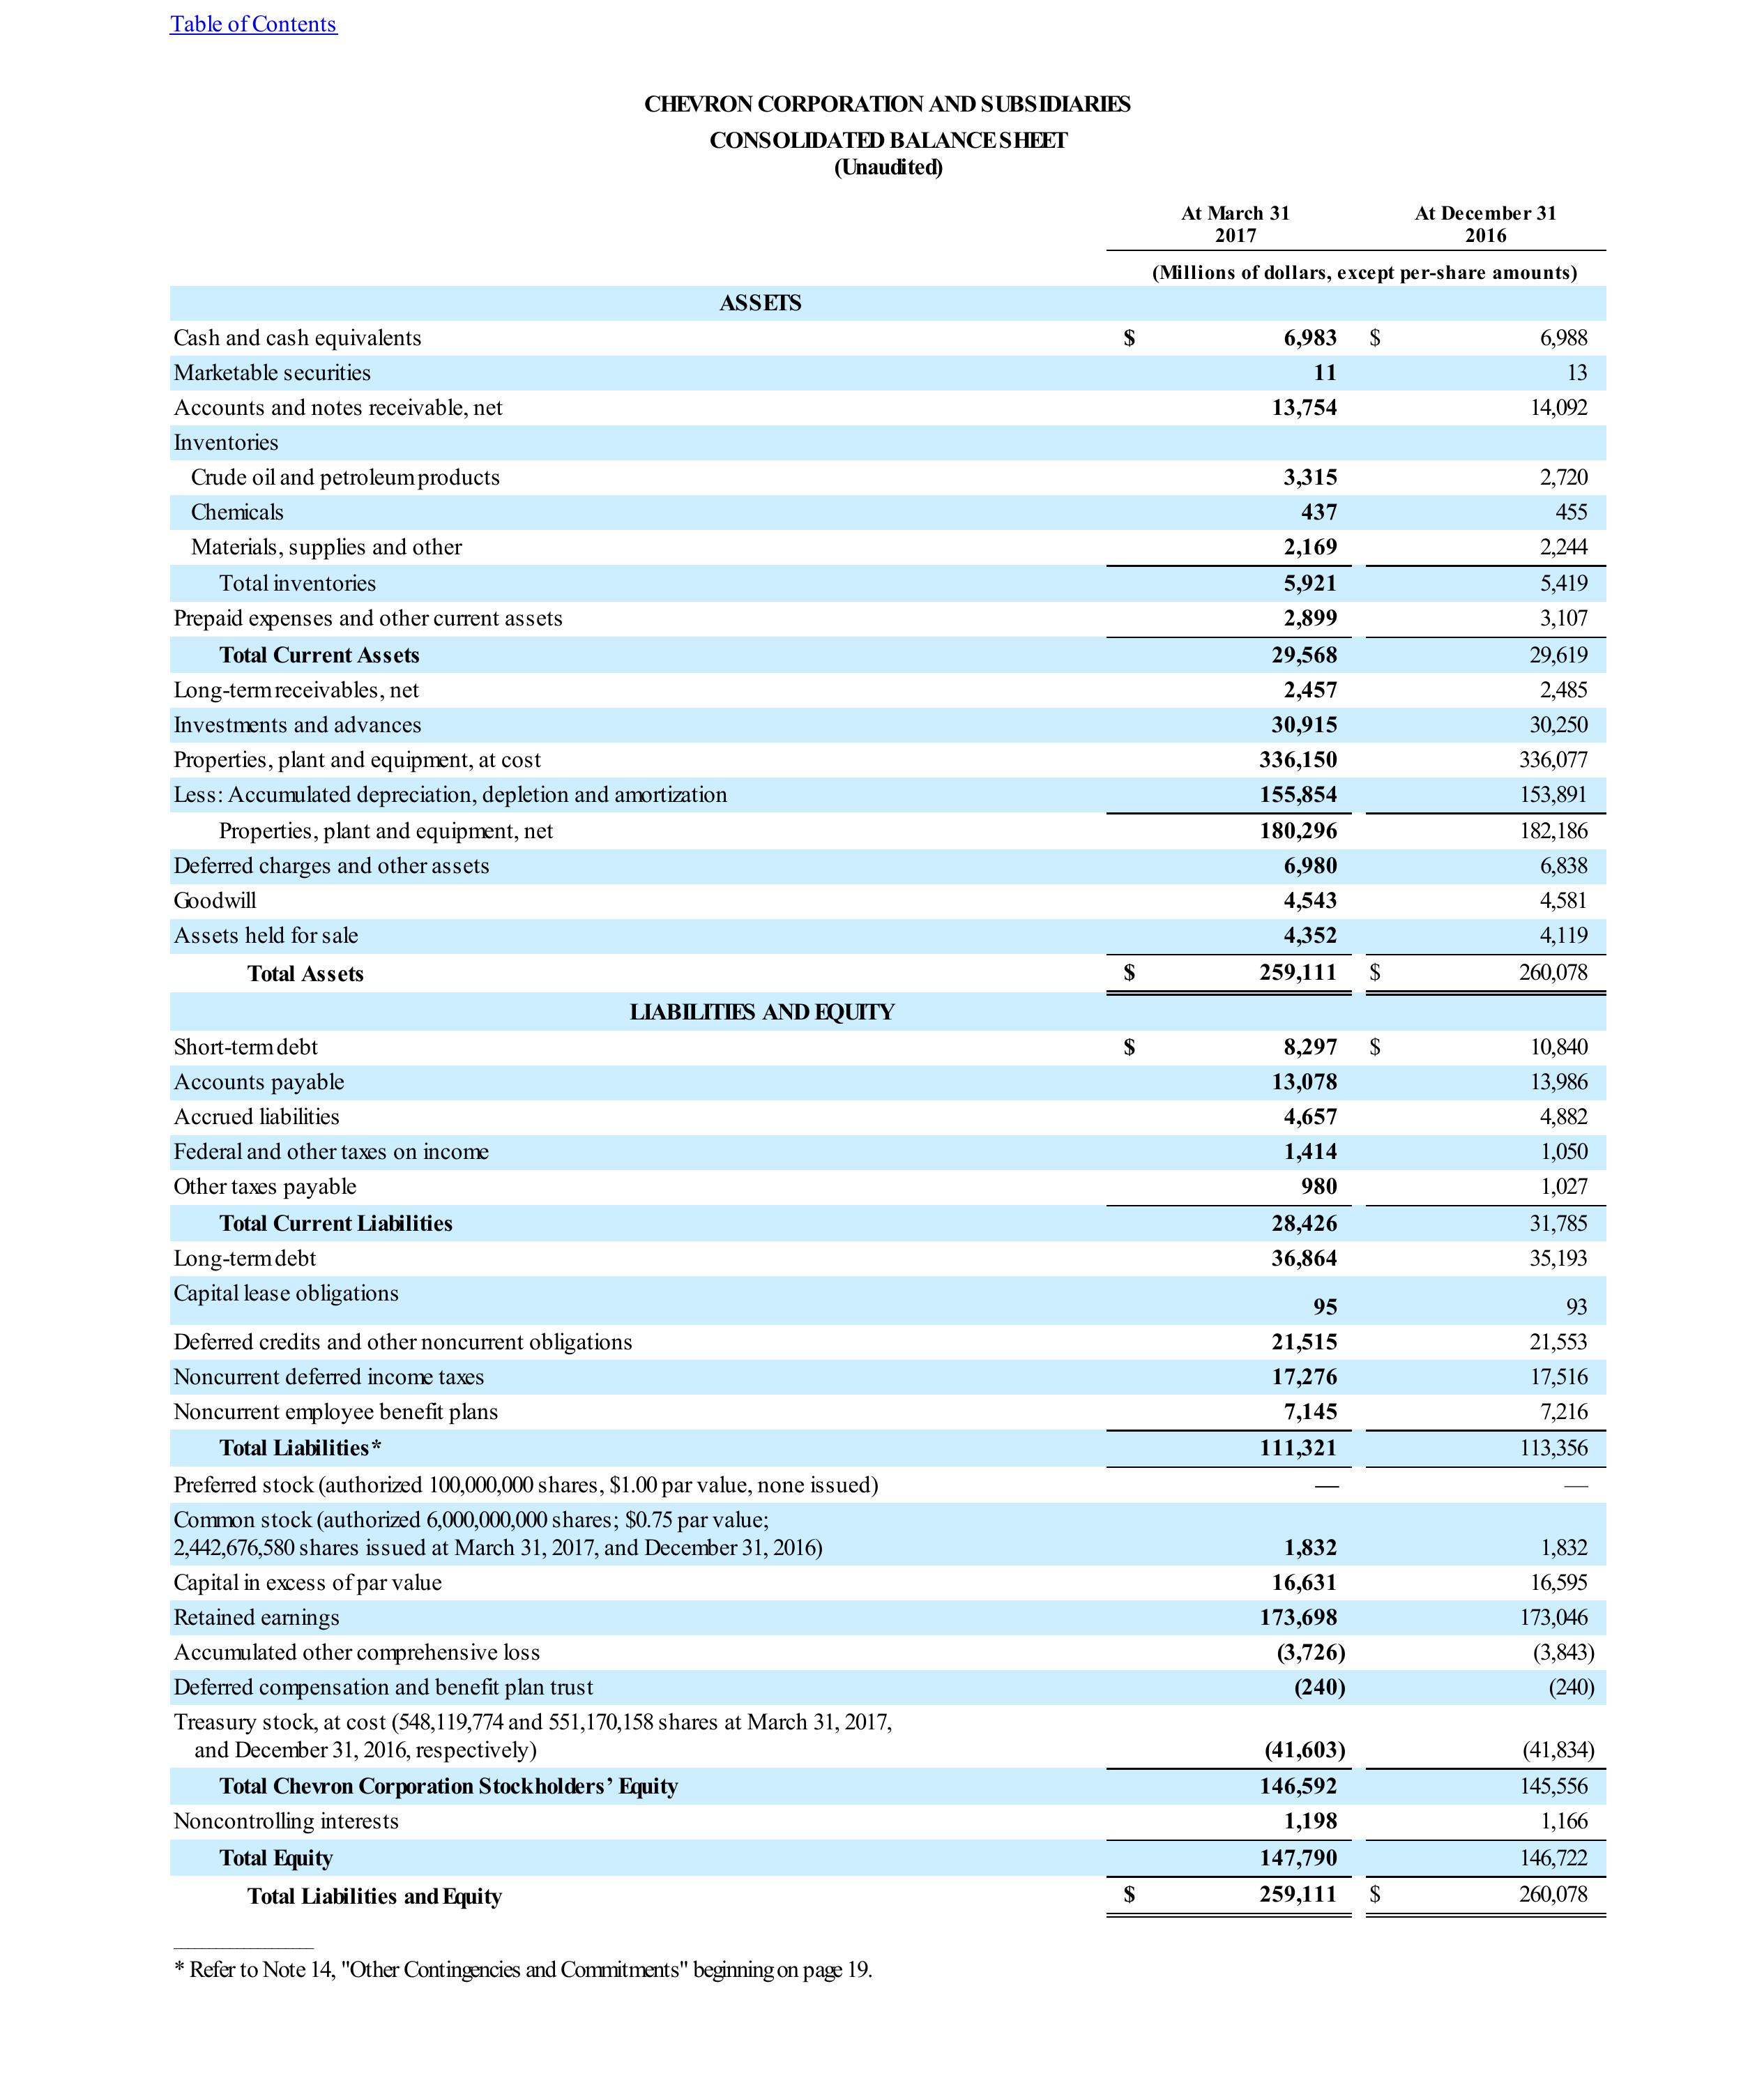 Table of Contents
CHEVRON CORPORATION AND SUBSIDIARIES
CONSOLIDATED BALANCE SHEET
(Unaudited)
At March 31 At December 31
2017 2016
(Millions of dollars, except per-share amounts)
ASSETS
Cash and cash equivalents $ 6,983 $ 6,988
Marketable securities 11 13
Accounts and notes receivable, net 13,754 14,092
Inventories
Crude oil and petroleum products 3,315 2,720
Chemicals 437 455
Materials, supplies and other 2,169 2,244
Total inventories 5,921 5,419
Prepaid expenses and other current assets 2,899 3,107
Total Current Assets 29,568 29,619
Long-term receivables, net 2,457 2,485
Investments and advances 30,915 30,250
Properties, plant and equipment, at cost 336,150 336,077
Less: Accumulated depreciation, depletion and amortization 155,854 153,891
Properties, plant and equipment, net 180,296 182,186
Deferred charges and other assets 6,980 6,838
Goodwill 4,543 4,581
Assets held for sale 4,352 4,119
Total Assets $ 259,111 $ 260,078
LIABILITIES AND EQUITY
Short-term debt $ 8,297 $ 10,840
Accounts payable 13,078 13,986
Accrued liabilities 4,657 4,882
Federal and other taxes on income 1,414 1,050
Other taxes payable 980 1,027
Total Current Liabilities 28,426 31,785
Long-term debt 36,864 35,193
Capital lease obligations 95 93
Deferred credits and other noncurrent obligations 21,515 21,553
Noncurrent deferred income taxes 17,276 17,516
Noncurrent employee benefit plans 7,145 7,216
Total Liabilities* 111,321 113,356
Preferred stock (authorized 100,000,000 shares, $1.00 par value, none issued) — —
Common stock (authorized 6,000,000,000 shares; $0.75 par value;
2,442,676,580 shares issued at March 31, 2017, and December 31, 2016) 1,832 1,832
Capital in excess of par value 16,631 16,595
Retained earnings 173,698 173,046
Accumulated other comprehensive loss (3,726) (3,843)
Deferred compensation and benefit plan trust (240) (240)
Treasury stock, at cost (548,119,774 and 551,170,158 shares at March 31, 2017,
and December 31, 2016, respectively) (41,603) (41,834)
Total Chevron Corporation Stockholders’ Equity 146,592 145,556
Noncontrolling interests 1,198 1,166
Total Equity 147,790 146,722
Total Liabilities and Equity $ 259,111 $ 260,078
* Refer to Note 14, "Other Contingencies and Commitments" beginning on page 19.